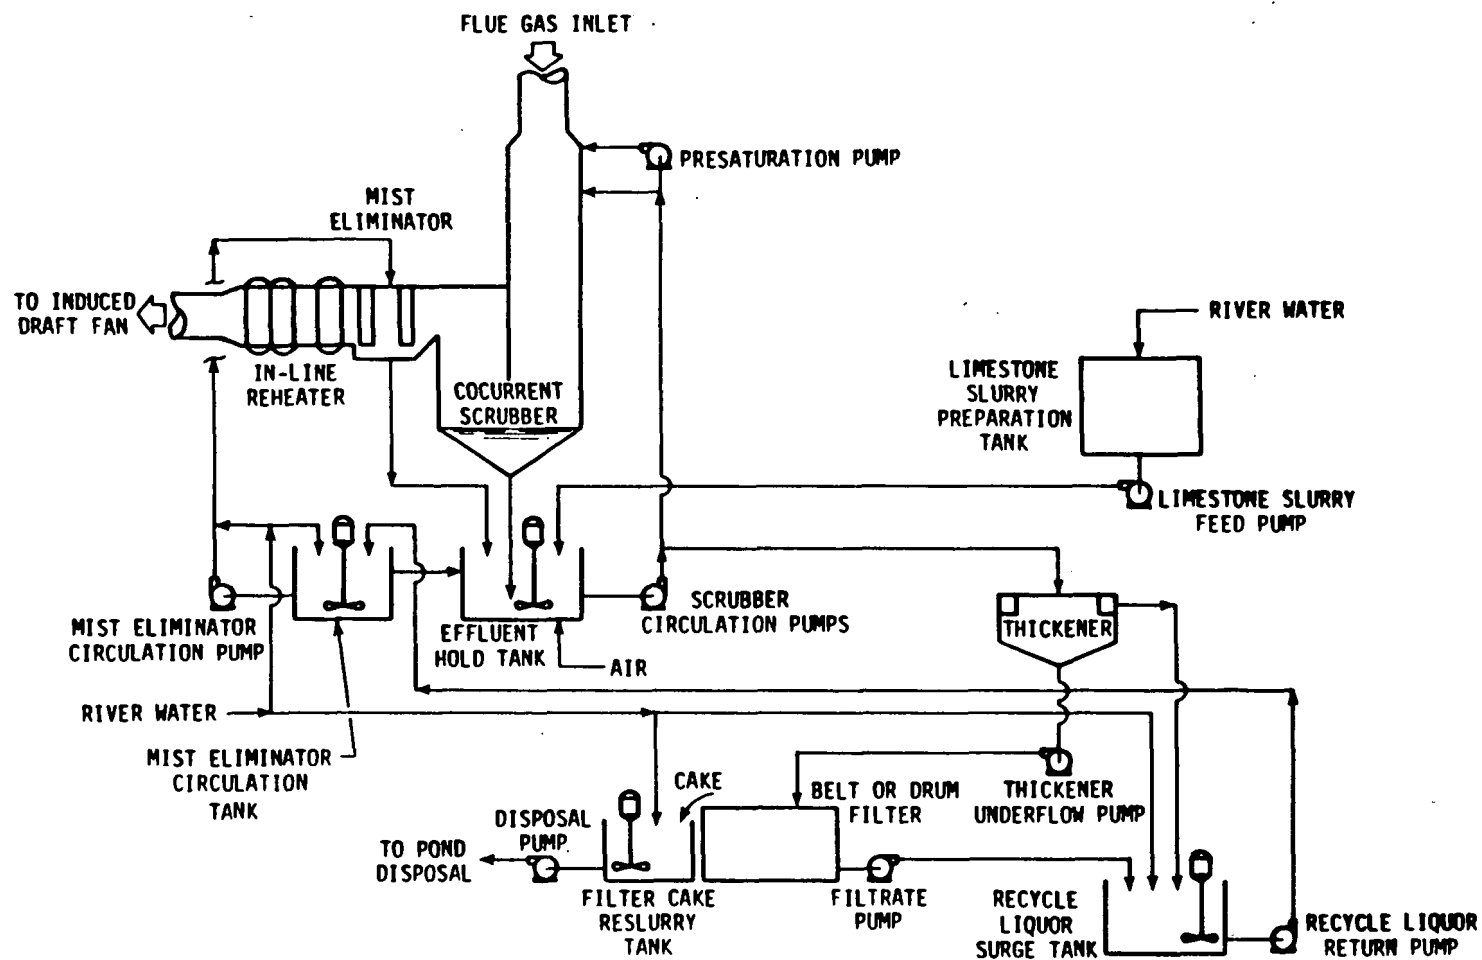 FLUE GAS INLET
PRESATURATION PUMP
MIST
ELIMINATOR
TO INDUCED
DRAFT FAN
IN-LINE
REHEATER
COCURRENT
SCRUBBER
RIVER WATER
LIMESTONE
SLURRY
PREPARATION
TANK
LIMESTONE SLURRY
FEED PUMP
MIST ELIMINATOR
CIRCULATION PUMP
EFFLUENT
HOLD TANK
AIR
SCRUBBER
CIRCULATION PUMPS
THICKENER
RIVER WATER
MIST ELIMINATOR
CIRCULATION
TANK
CAKE
BELT OR DRUM
FILTER
THICKENER
UNDERFLOW PUMP
DISPOSAL
PUMP
TO POND
DISPOSAL
FILTER CAKE
RESLURRY
TANK
FILTRATE
PUMP
RECYCLE
LIQUOR
SURGE TANK
RECYCLE LIQUOR
RETURN PUMP